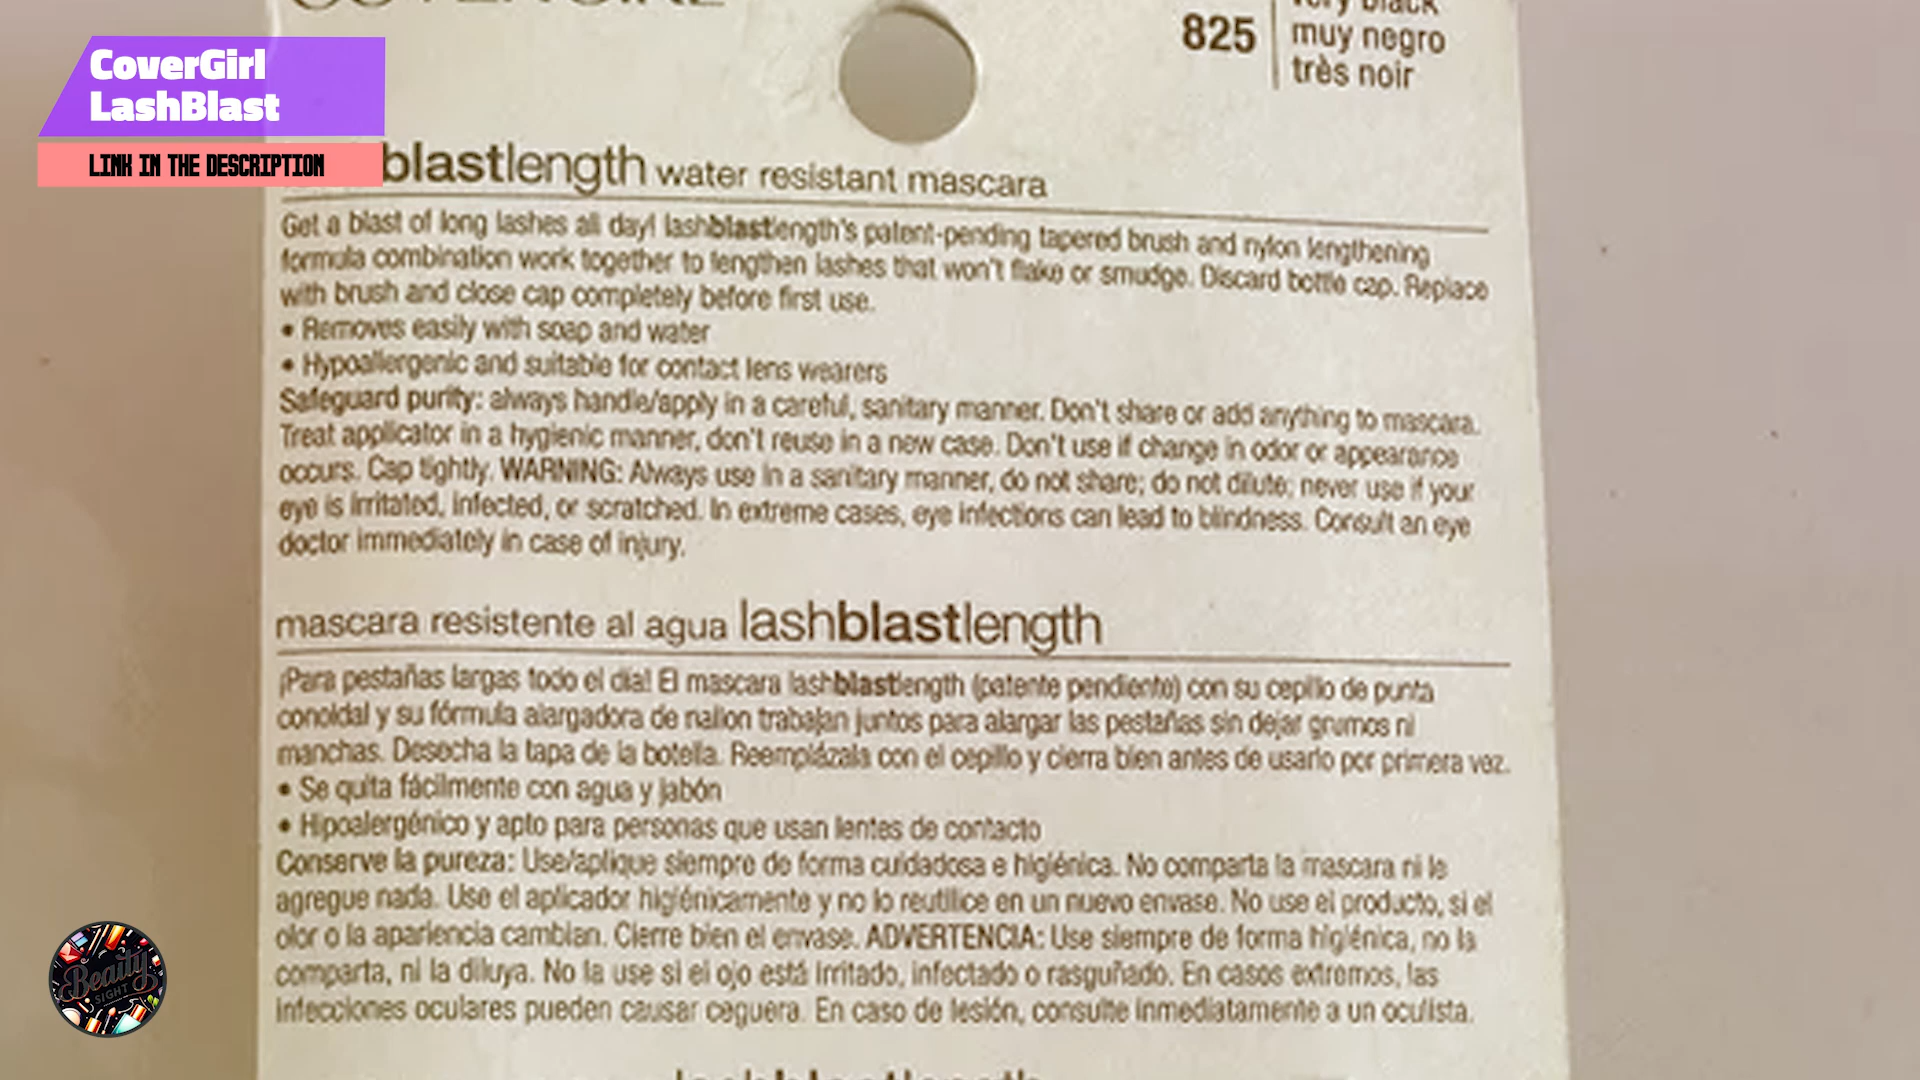 CoverGirl
LashBlast
LINK IN THE DESCRIPTION
COVERGIRL
825
very black
muy negro
très noir
blastlength water resistant mascara
Get a blast of long lashes all day! lashblastlength's patent-pending tapered brush and nylon lengthening
formula combination work together to lengthen lashes that won't flake or smudge. Discard bottle cap. Replace
with brush and close cap completely before first use.
• Removes easily with soap and water
• Hypoallergenic and suitable for contact lens wearers
Safeguard purity: always handle/apply in a careful, sanitary manner. Don't share or add anything to mascara.
Treat applicator in a hygienic manner, don't reuse in a new case. Don't use if change in odor or appearance
occurs. Cap tightly. WARNING: Always use in a sanitary manner, do not share; do not dilute; never use if your
eye is irritated, infected, or scratched. In extreme cases, eye infections can lead to blindness. Consult an eye
doctor immediately in case of injury.
mascara resistente al agua lashblastlength
¡Para pestañas largas todo el día! El mascara lashblastlength (patente pendiente) con su cepillo de punta
conoidal y su fórmula alargadora de nailon trabajan juntos para alargar las pestañas sin dejar grumos ni
manchas. Desecha la tapa de la botella. Reemplázala con el cepillo y cierra bien antes de usarlo por primera vez.
• Se quita fácilmente con agua y jabón
• Hipoalergénico y apto para personas que usan lentes de contacto
Conserve la pureza: Use/aplique siempre de forma cuidadosa e higiénica. No comparta la mascara ni le
agregue nada. Use el aplicador higiénicamente y no lo reutilice en un nuevo envase. No use el producto, si el
olor o la apariencia cambian. Cierre bien el envase. ADVERTENCIA: Use siempre de forma higiénica, no la
comparta, ni la diluya. No la use si el ojo está irritado, infectado o rasguñado. En casos extremos, las
infecciones oculares pueden causar ceguera. En caso de lesión, consulte inmediatamente a un oculista.
Beauty
SIGHT
lashblastlength